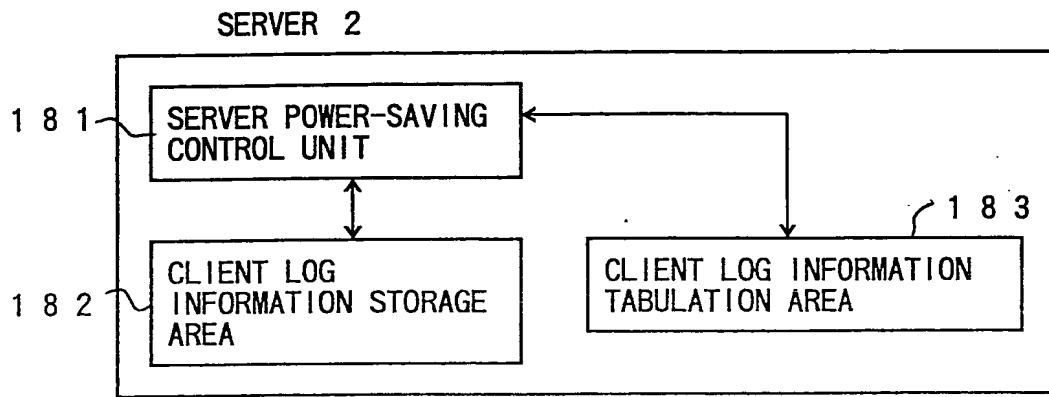 SERVER 2
181
SERVER POWER-SAVING
CONTROL UNIT
183
182
CLIENT LOG
INFORMATION STORAGE
AREA
CLIENT LOG INFORMATION
TABULATION AREA